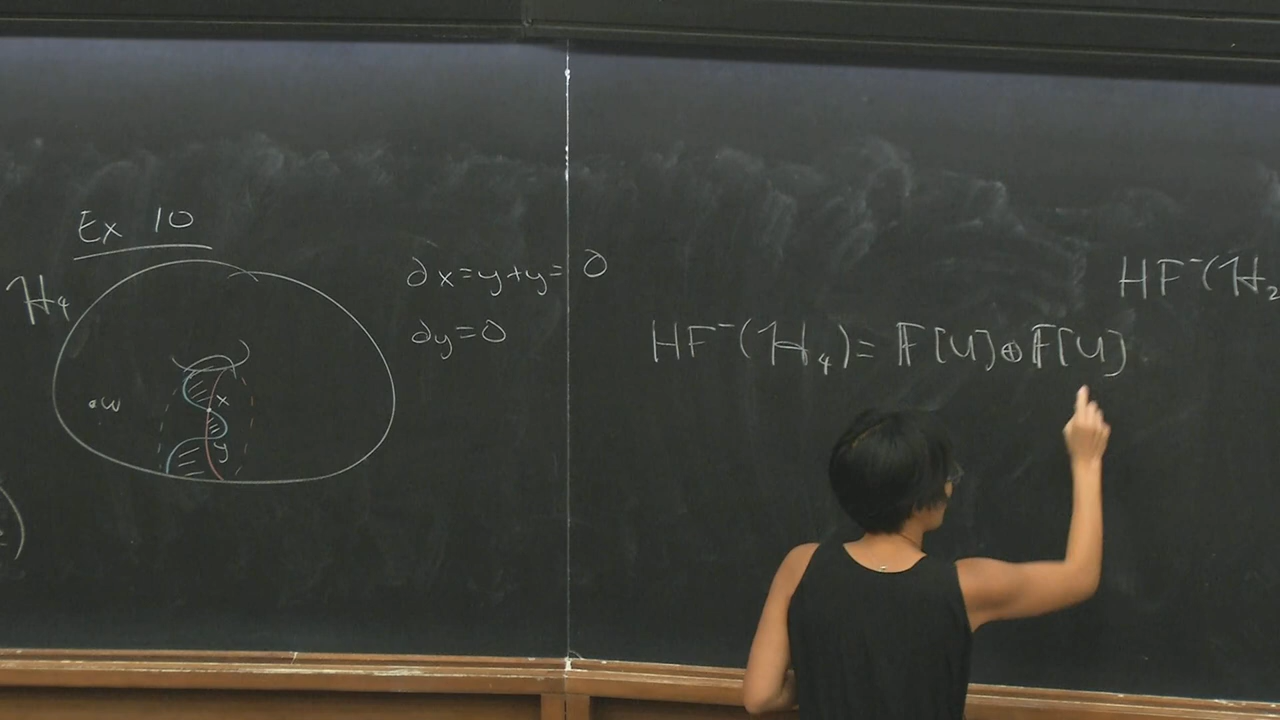 Ex 10
ℋ₄
.w
x
y
∂x=y+y=0
∂y=0
HF⁻(ℋ₄)= 𝔽[U]⊕𝔽[U]
HF⁻(ℋ₂